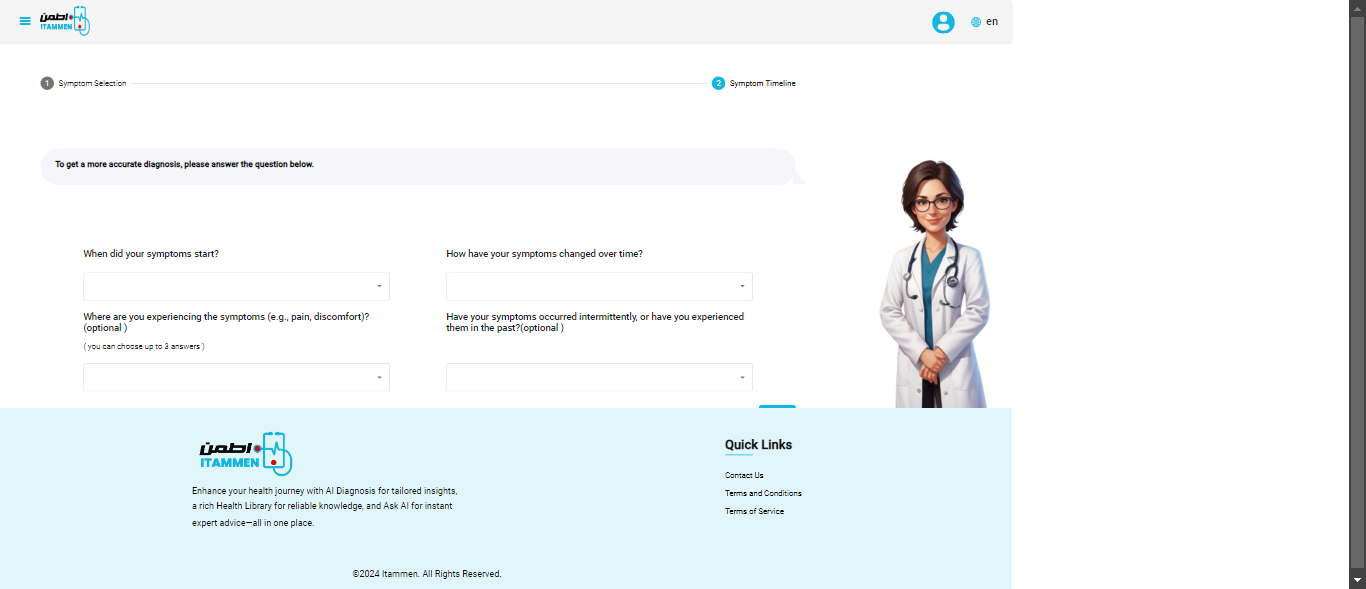 اطمن
ITAMMEN
en
1 Symptom Selection
2 Symptom Timeline
To get a more accurate diagnosis, please answer the question below.
When did your symptoms start?
How have your symptoms changed over time?
Where are you experiencing the symptoms (e.g., pain, discomfort)?
(optional )
( you can choose up to 3 answers )
Have your symptoms occurred intermittently, or have you experienced
them in the past?(optional )
اطمن
ITAMMEN
Enhance your health journey with AI Diagnosis for tailored insights,
a rich Health Library for reliable knowledge, and Ask AI for instant
expert advice—all in one place.
Quick Links
Contact Us
Terms and Conditions
Terms of Service
©2024 Itammen. All Rights Reserved.